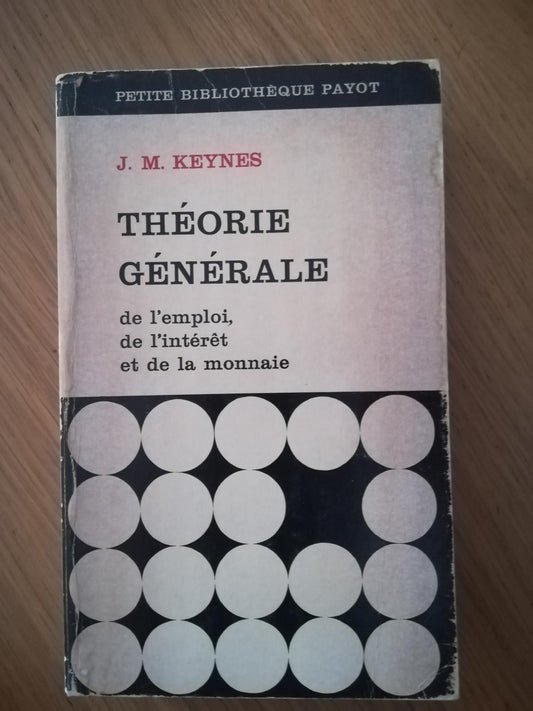 PETITE BIBLIOTHÈQUE PAYOT
J. M. KEYNES
THÉORIE
GÉNÉRALE
de l'emploi,
de l'intérêt
et de la monnaie